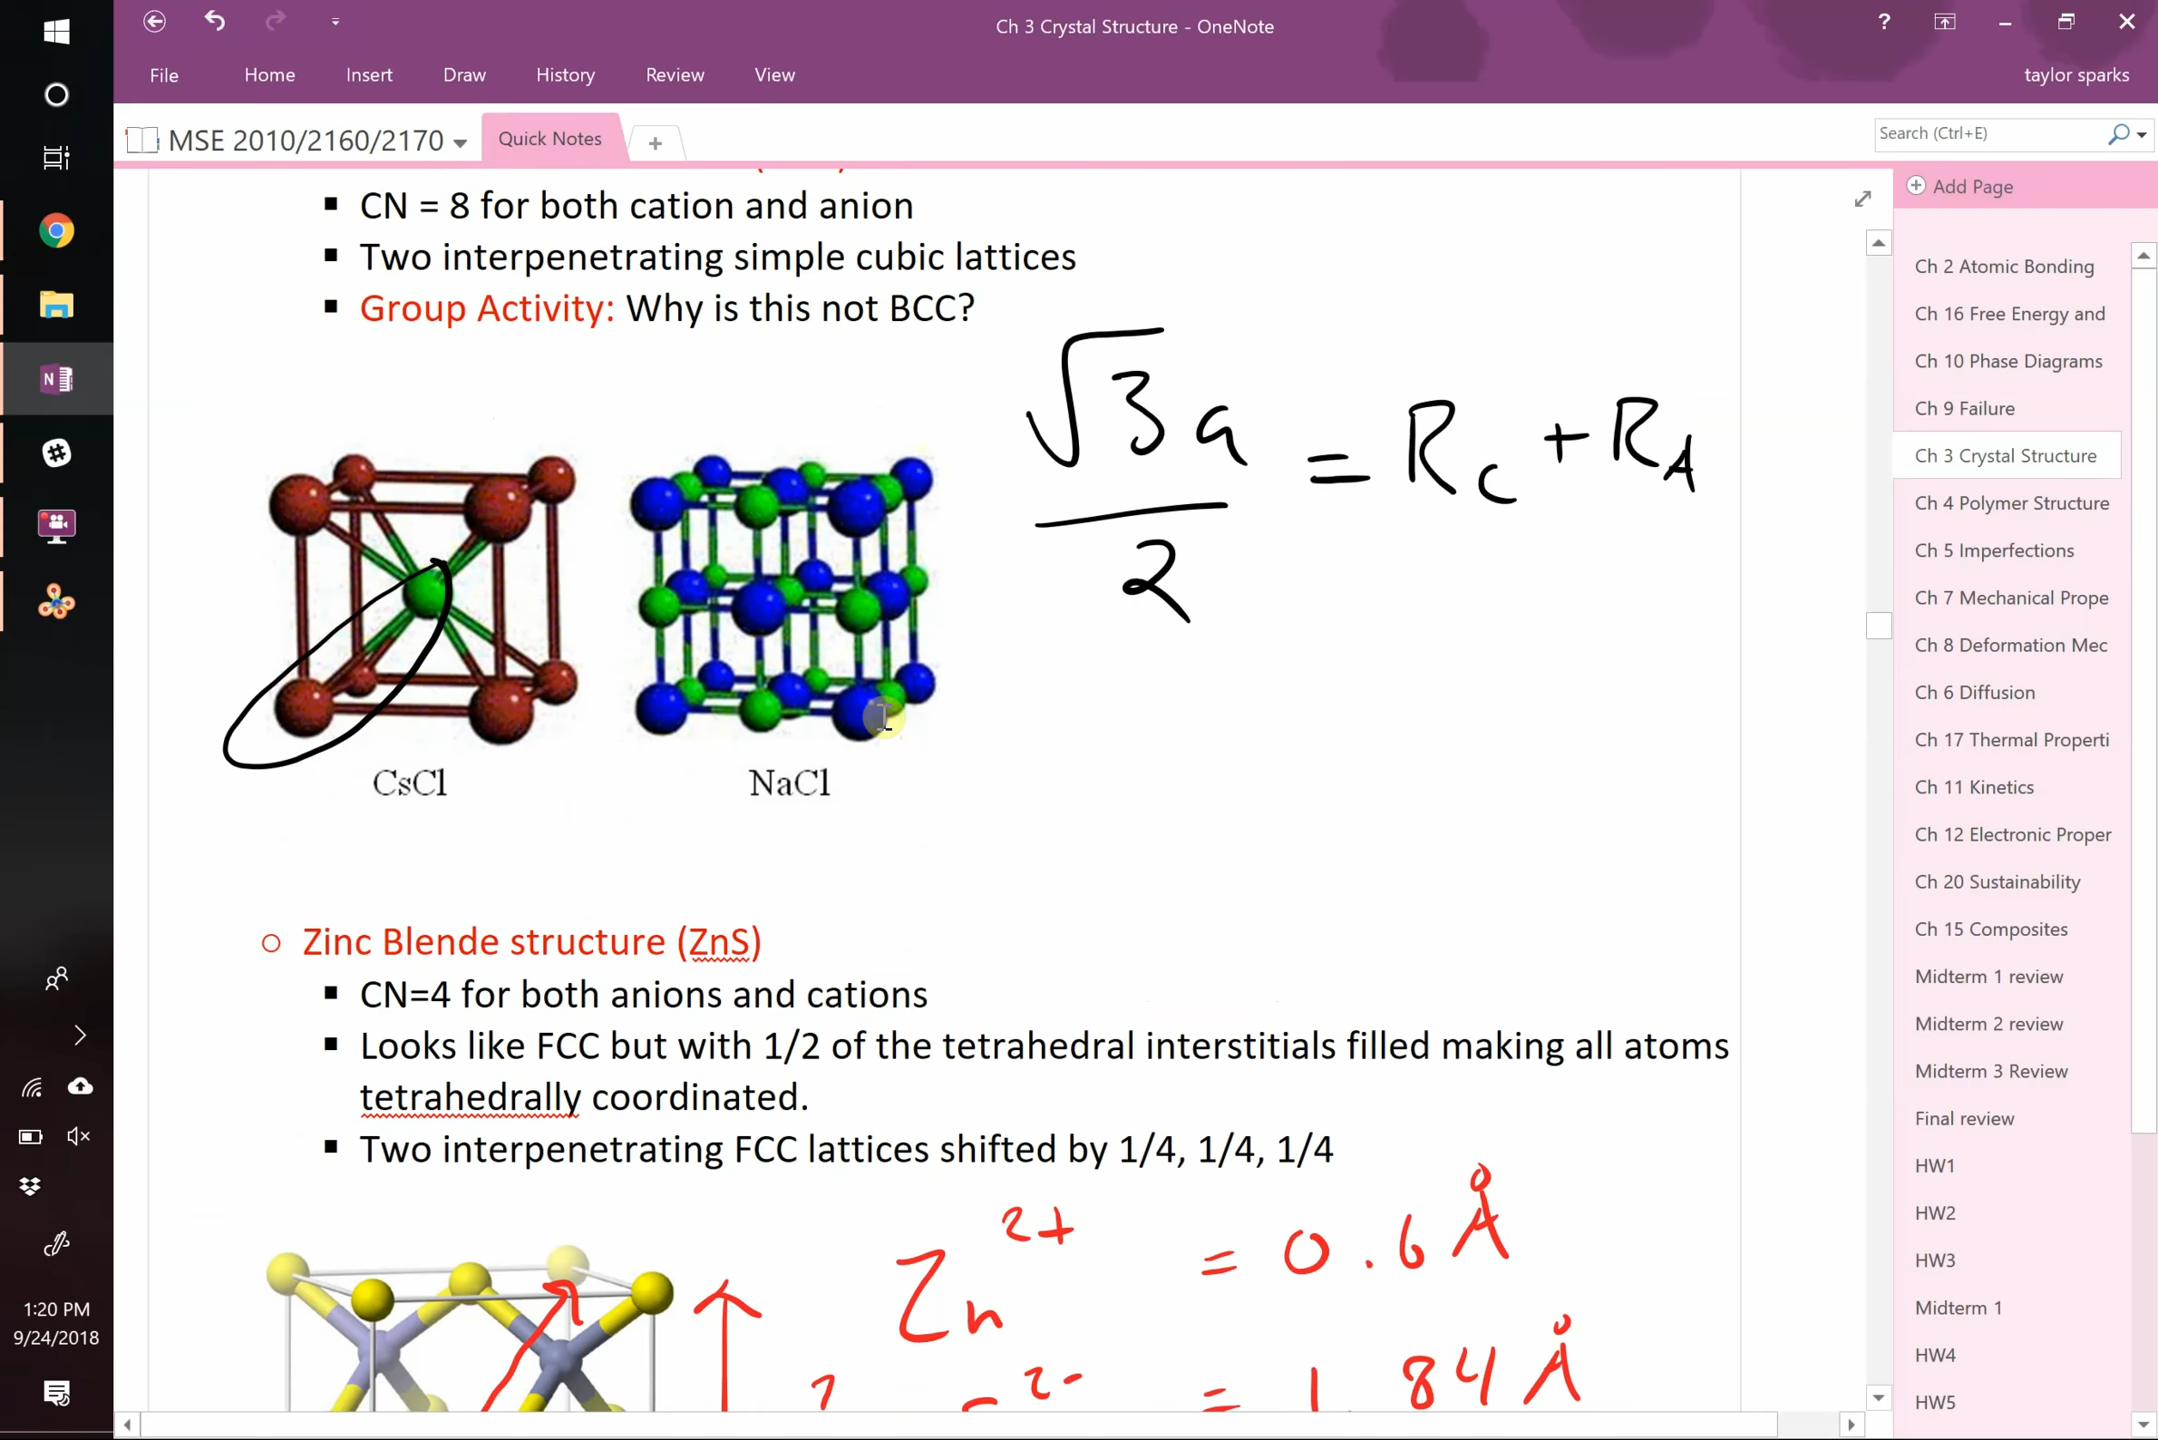 Ch 3 Crystal Structure - OneNote
?
File Home Insert Draw History Review View
taylor sparks
MSE 2010/2160/2170
Quick Notes
+
Search (Ctrl+E)
▪ CN = 8 for both cation and anion
▪ Two interpenetrating simple cubic lattices
▪ Group Activity: Why is this not BCC?
√3a
2
= RC + RA
CsCl
NaCl
○ Zinc Blende structure (ZnS)
▪ CN=4 for both anions and cations
▪ Looks like FCC but with 1/2 of the tetrahedral interstitials filled making all atoms
tetrahedrally coordinated.
▪ Two interpenetrating FCC lattices shifted by 1/4, 1/4, 1/4
Zn 2+ = 0.6 Å
2- = 1.84 Å
Add Page
Ch 2 Atomic Bonding
Ch 16 Free Energy and
Ch 10 Phase Diagrams
Ch 9 Failure
Ch 3 Crystal Structure
Ch 4 Polymer Structure
Ch 5 Imperfections
Ch 7 Mechanical Prope
Ch 8 Deformation Mec
Ch 6 Diffusion
Ch 17 Thermal Properti
Ch 11 Kinetics
Ch 12 Electronic Proper
Ch 20 Sustainability
Ch 15 Composites
Midterm 1 review
Midterm 2 review
Midterm 3 Review
Final review
HW1
HW2
HW3
Midterm 1
HW4
HW5
1:20 PM
9/24/2018